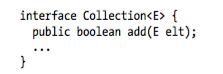 interface Collection<E> {
public boolean add(E elt);
...
}